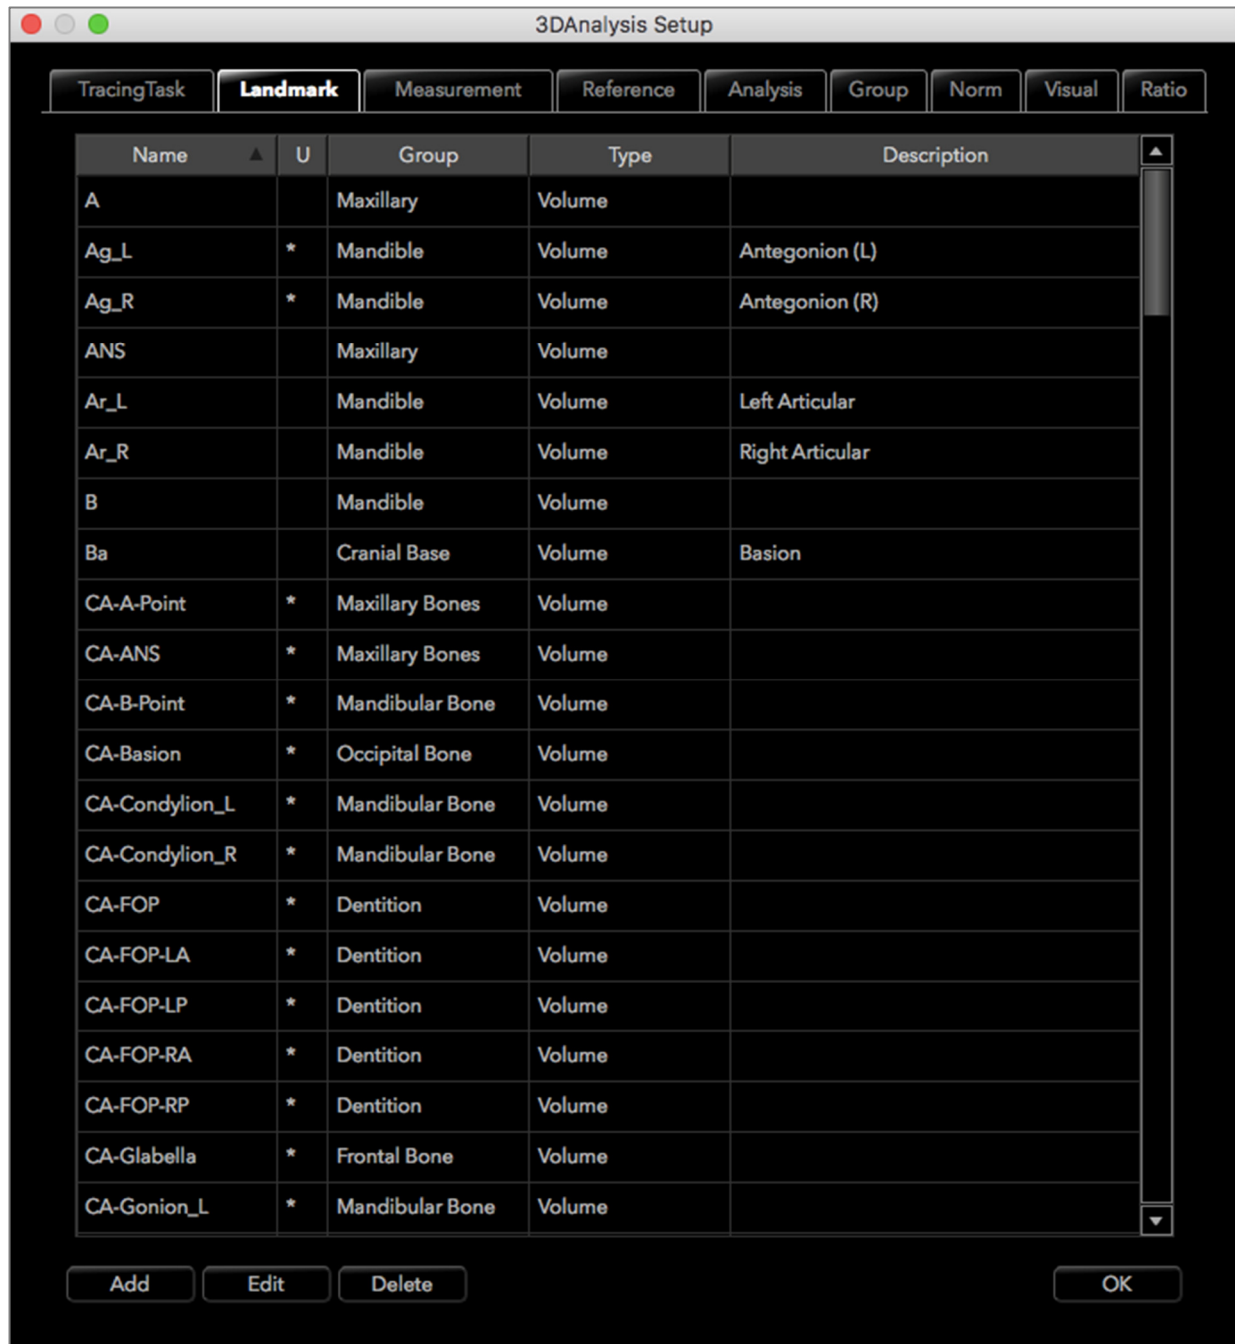 3DAnalysis Setup
TracingTask Landmark Measurement Reference Analysis Group Norm Visual Ratio
Name U Group Type Description
A Maxillary Volume
Ag_L * Mandible Volume Antegonion (L)
Ag_R * Mandible Volume Antegonion (R)
ANS Maxillary Volume
Ar_L Mandible Volume Left Articular
Ar_R Mandible Volume Right Articular
B Mandible Volume
Ba Cranial Base Volume Basion
CA-A-Point * Maxillary Bones Volume
CA-ANS * Maxillary Bones Volume
CA-B-Point * Mandibular Bone Volume
CA-Basion * Occipital Bone Volume
CA-Condylion_L * Mandibular Bone Volume
CA-Condylion_R * Mandibular Bone Volume
CA-FOP * Dentition Volume
CA-FOP-LA * Dentition Volume
CA-FOP-LP * Dentition Volume
CA-FOP-RA * Dentition Volume
CA-FOP-RP * Dentition Volume
CA-Glabella * Frontal Bone Volume
CA-Gonion_L * Mandibular Bone Volume
Add Edit Delete OK